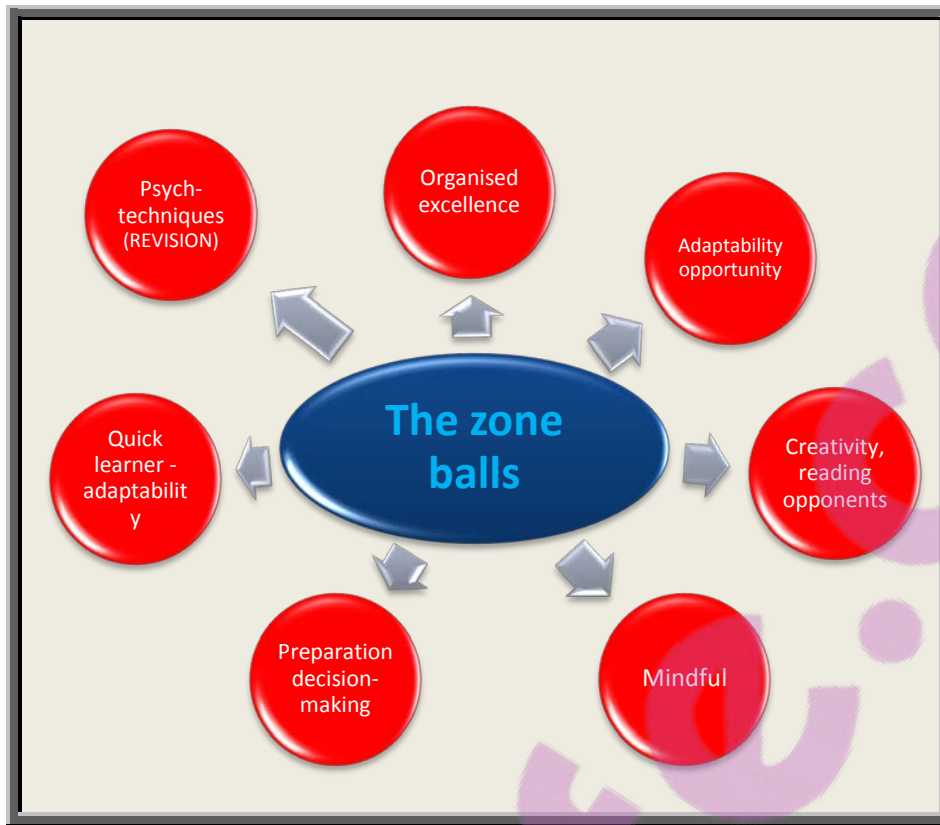 Organised
excellence
Psych-
techniques
(REVISION)
Adaptability
opportunity
The zone
balls
Quick
learner -
adaptabilit
y
Creativity,
reading
opponents
Preparation
decision-
making
Mindful